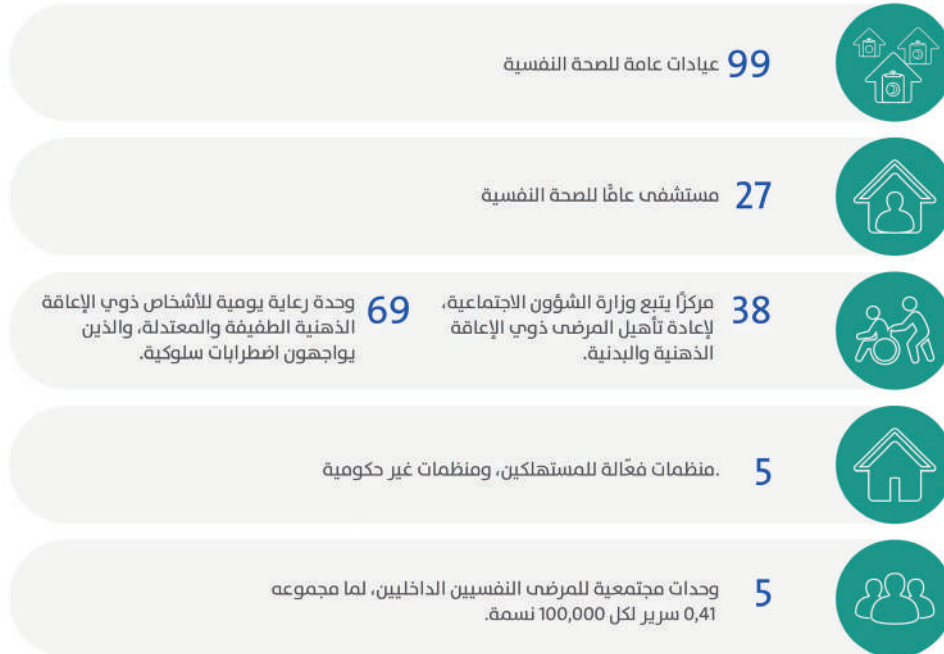 99 عيادات عامة للصحة النفسية
27 مستشفى عامًّا للصحة النفسية
38 مركزًا يتبع وزارة الشؤون الاجتماعية،
لإعادة تأهيل المرضى ذوي الإعاقة
الذهنية والبدنية.
69 وحدة رعاية يومية للأشخاص ذوي الإعاقة
الذهنية الطفيفة والمعتدلة، والذين
يواجهون اضطرابات سلوكية.
5 .منظمات فعّالة للمستهلكين، ومنظمات غير حكومية
5 وحدات مجتمعية للمرضى النفسيين الداخليين، لما مجموعه
0,41 سرير لكل 100,000 نسمة.